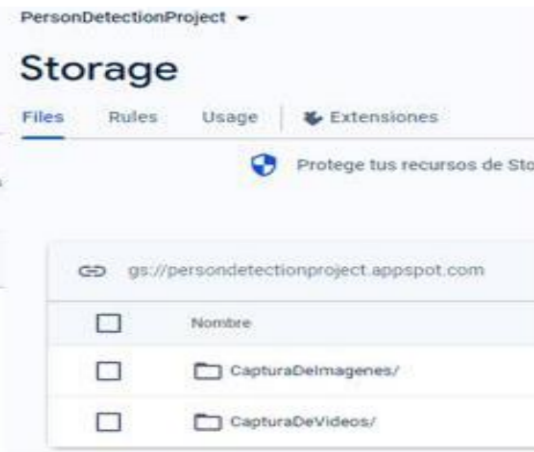 PersonDetectionProject
Storage
Files Rules Usage Extensiones
Protege tus recursos de Sto
gs://persondetectionproject.appspot.com
Nombre
CapturaDeImagenes/
CapturaDeVideos/